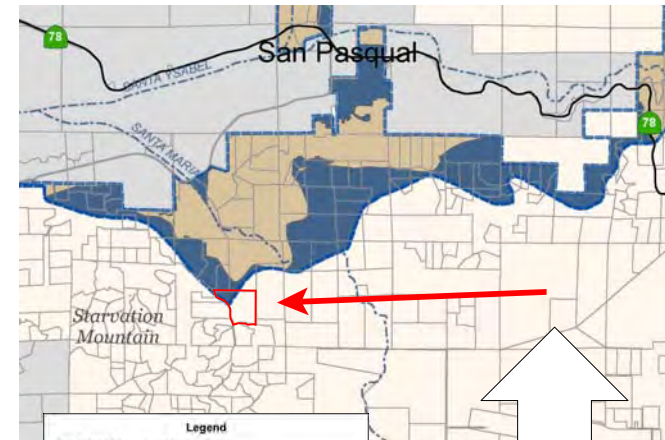 78
San Pasqual
SANTA YSABEL
SANTA MARIA
78
Starvation
Mountain
Legend